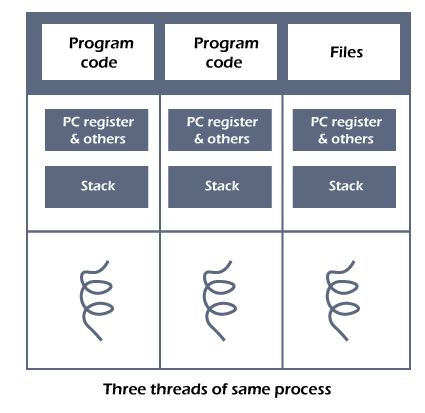 Program
code
Program
code
Files
PC register
& others
PC register
& others
PC register
& others
Stack
Stack
Stack
Three threads of same process